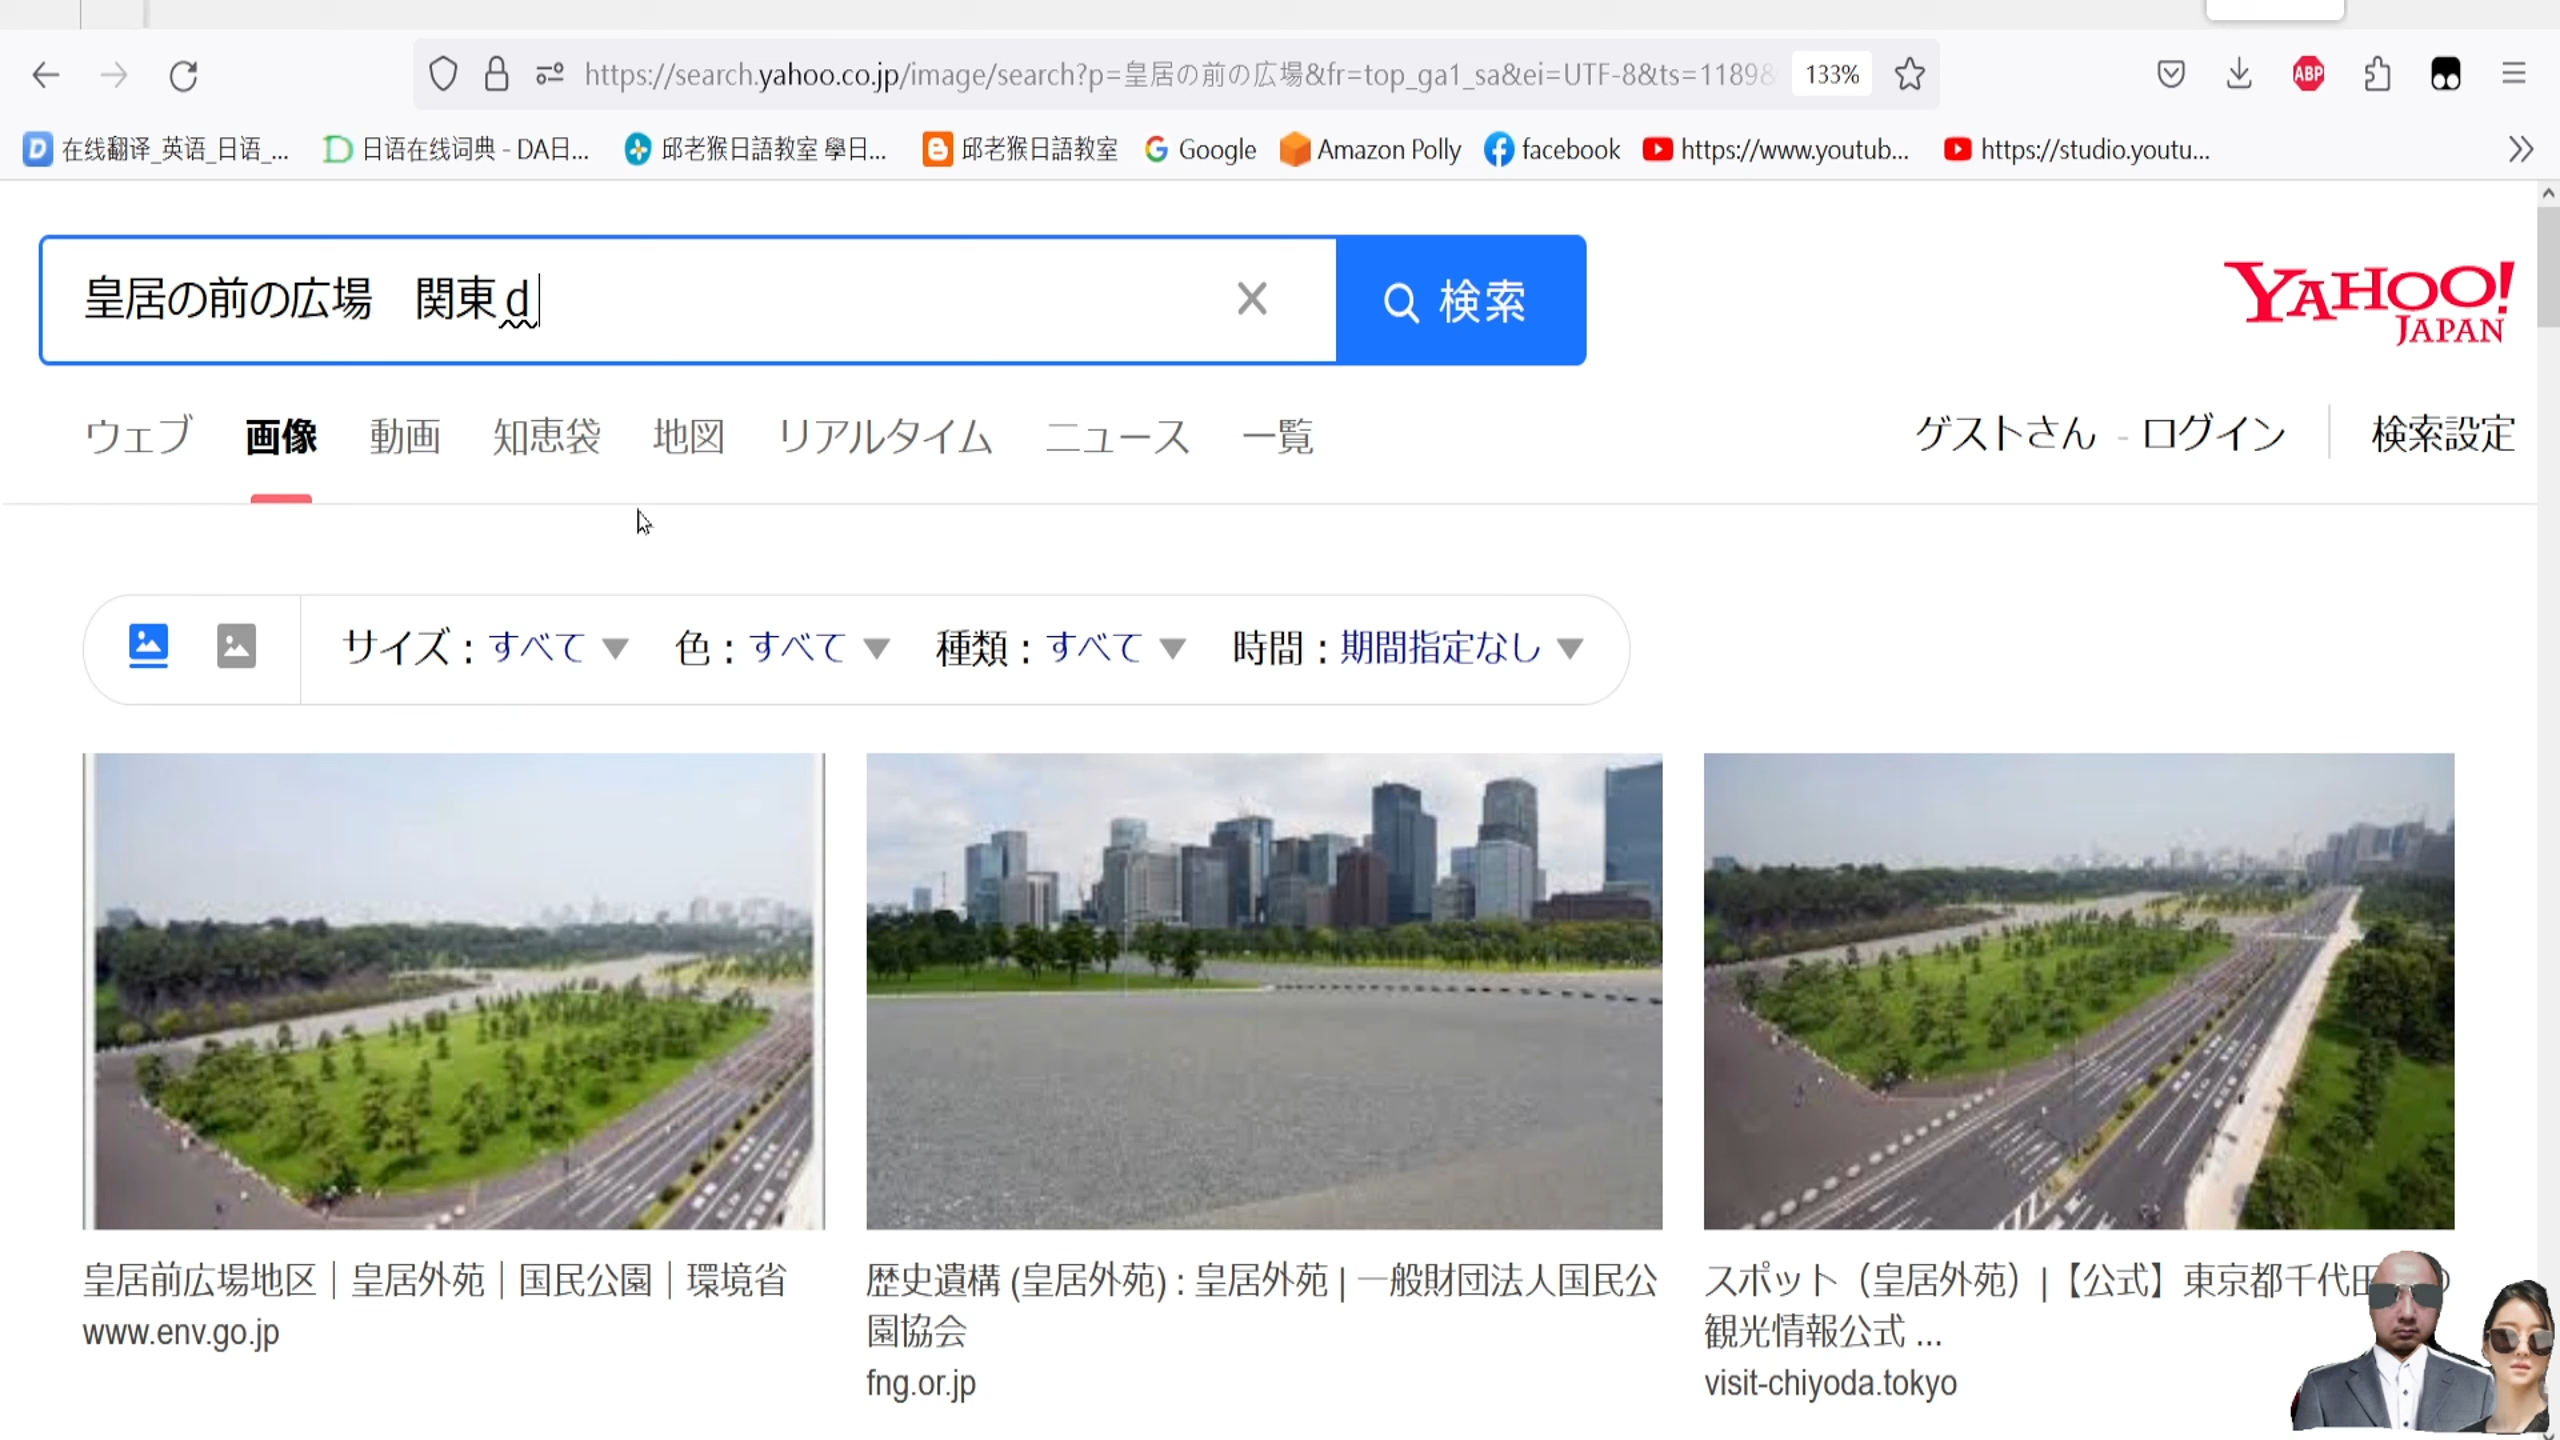 https://search.yahoo.co.jp/image/search?p=皇居の前の広場&fr=top_ga1_sa&ei=UTF-8&ts=11898
133%
ABP
在线翻译_英语_日语_...
日语在线词典 - DA日...
邱老猴日語教室 學日...
邱老猴日語教室
Google
Amazon Polly
facebook
https://www.youtub...
https://studio.youtu...
皇居の前の広場　関東d
検索
YAHOO!
JAPAN
ウェブ 画像 動画 知恵袋 地図 リアルタイム ニュース 一覧
ゲストさん - ログイン
検索設定
サイズ：すべて 色：すべて 種類：すべて 時間：期間指定なし
皇居前広場地区｜皇居外苑｜国民公園｜環境省
www.env.go.jp
歴史遺構 (皇居外苑) : 皇居外苑 | 一般財団法人国民公
園協会
fng.or.jp
スポット（皇居外苑）|【公式】東京都千代田
観光情報公式 ...
visit-chiyoda.tokyo